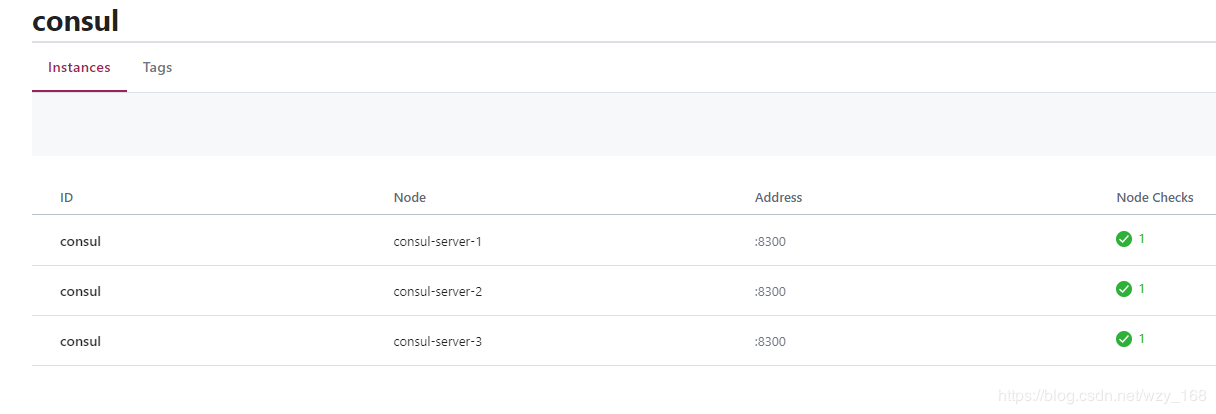 consul
Instances Tags
ID Node Address Node Checks
consul consul-server-1 :8300 1
consul consul-server-2 :8300 1
consul consul-server-3 :8300 1
https://blog.csdn.net/wzy_168